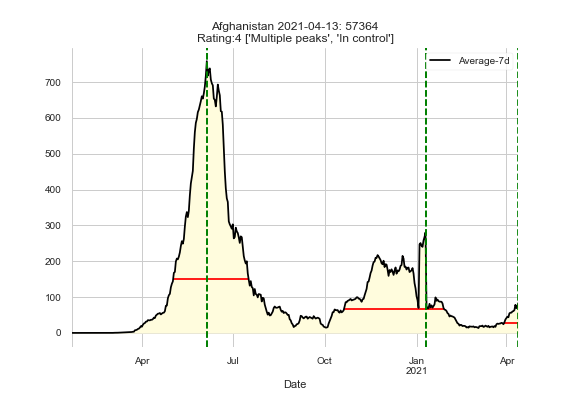 Afghanistan 2021-04-13: 57364
Rating:4 ['Multiple peaks', 'In control']
Average-7d
700
600
500
400
300
200
100
0
Apr
Jul
Oct
Jan
2021
Apr
Date